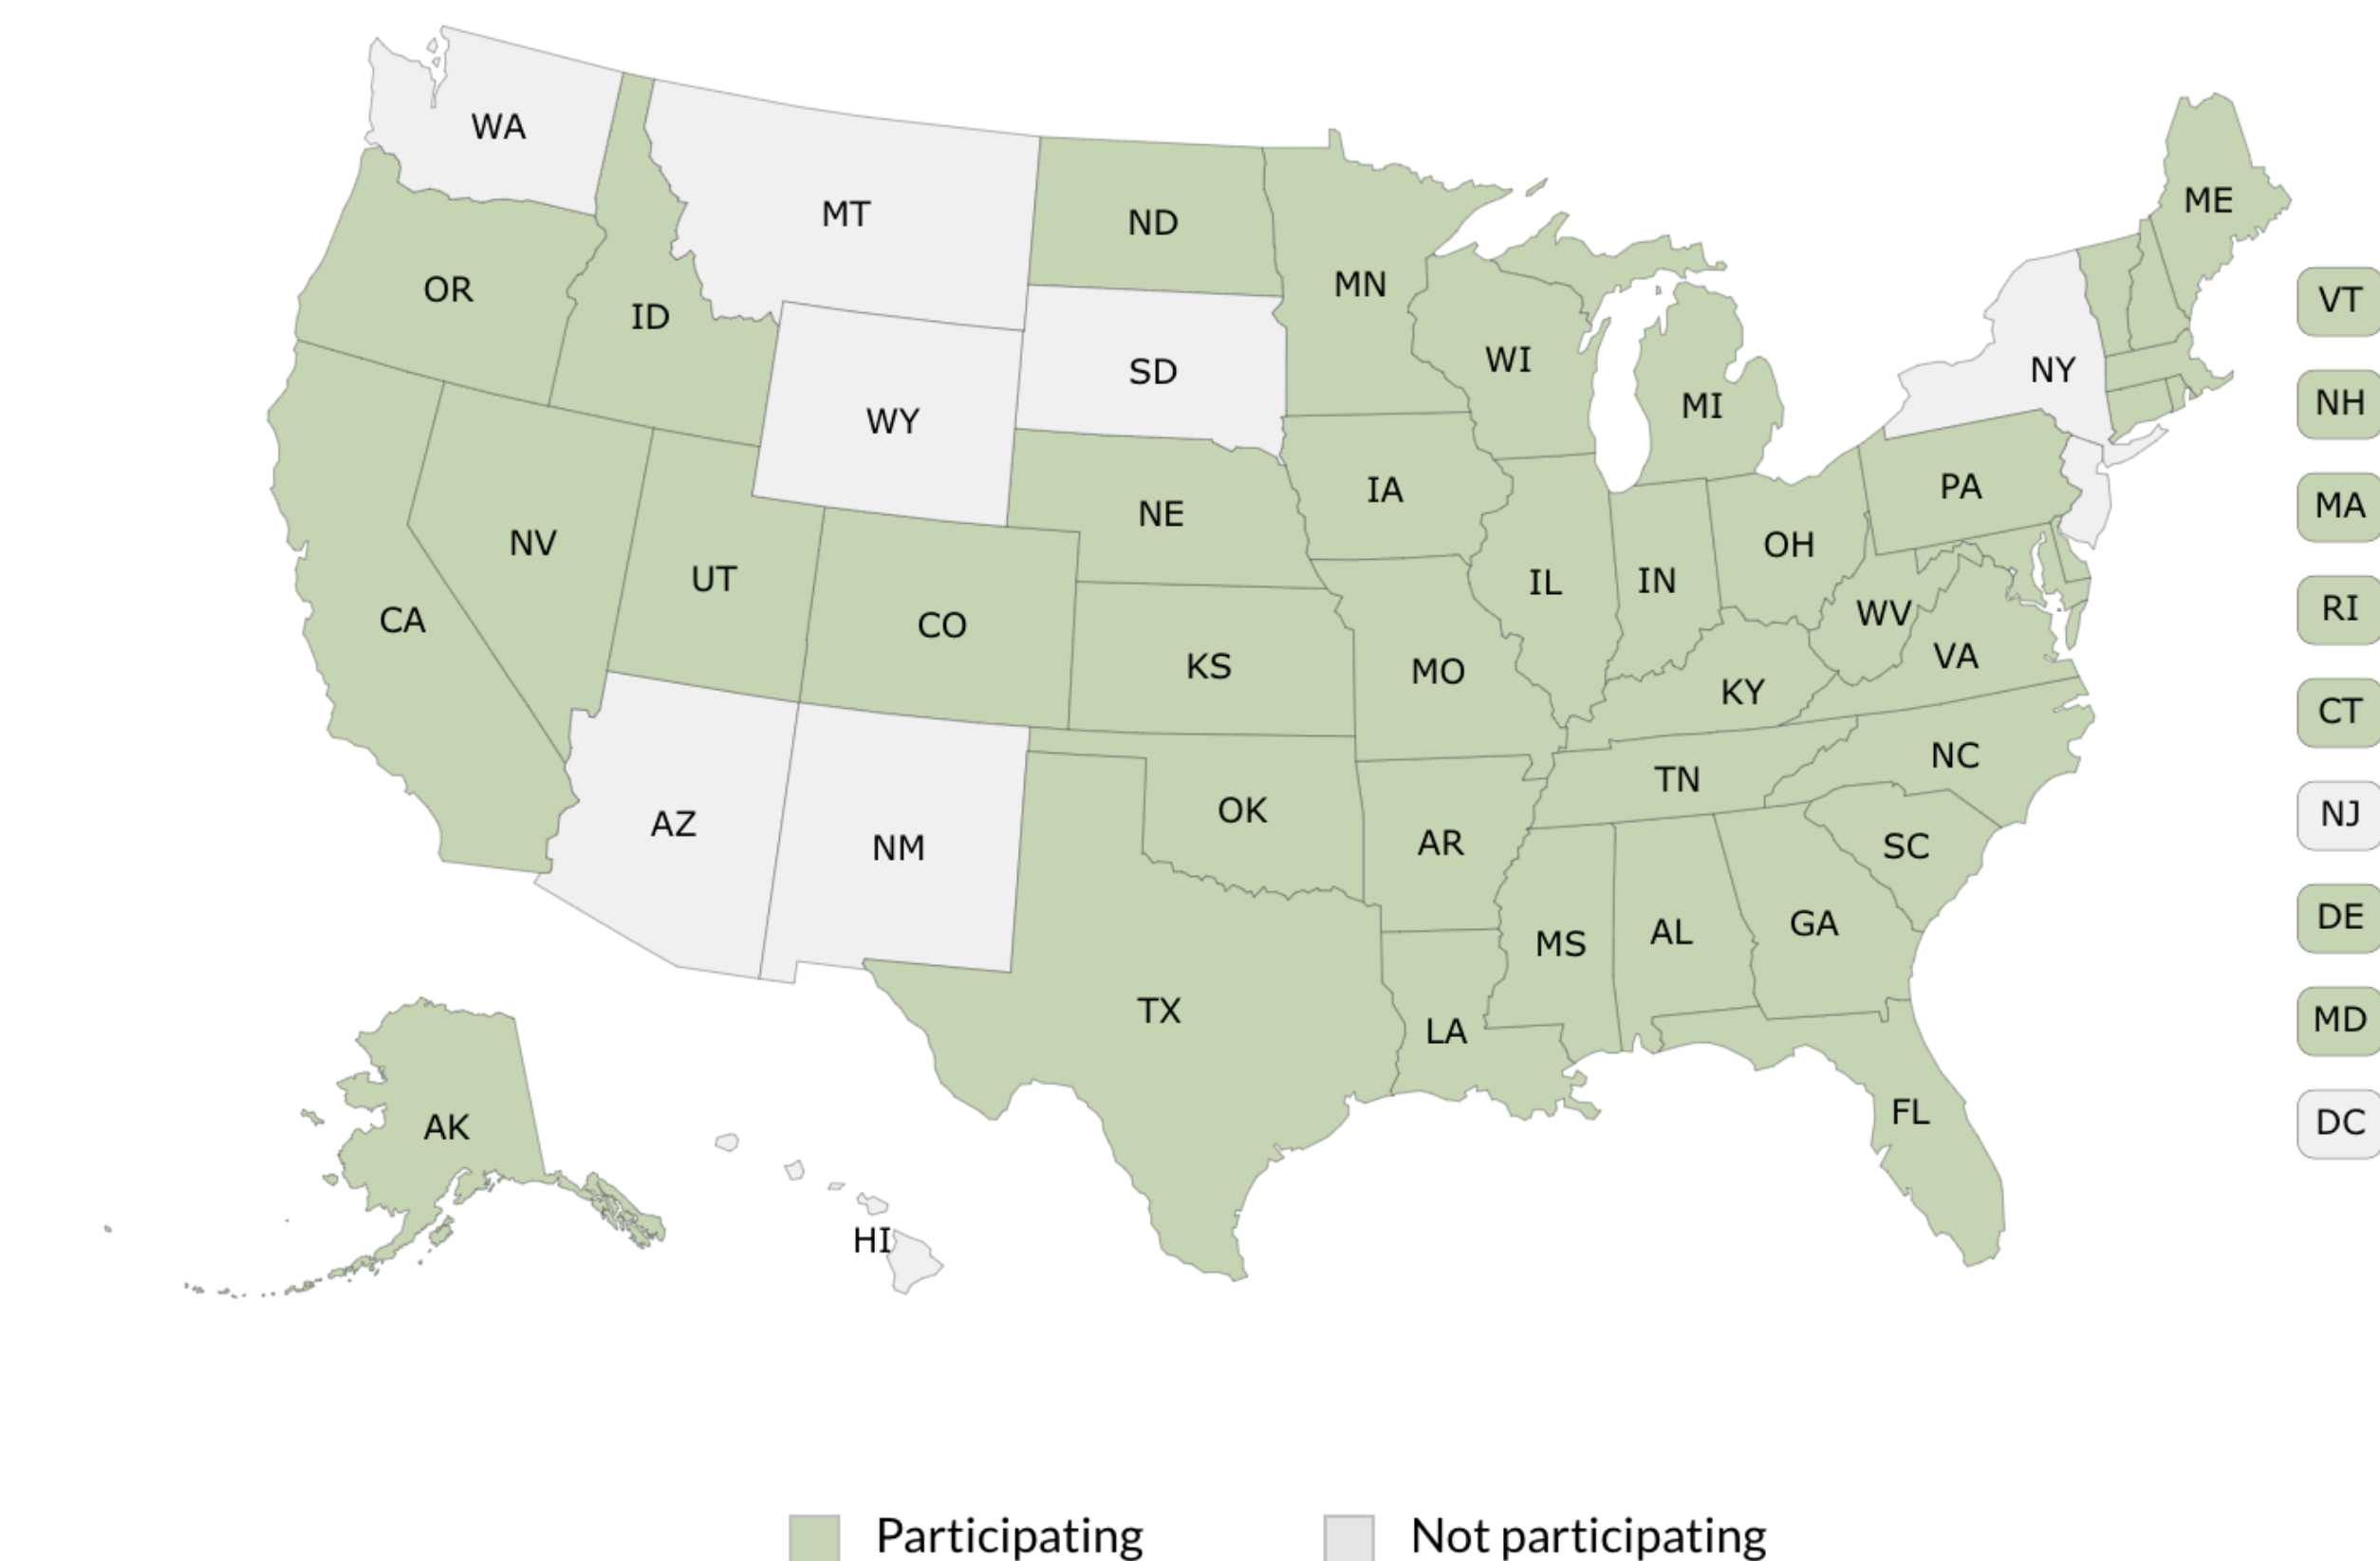 WA
MT
ND
MN
ME
OR
ID
VT
SD
WI
NY
NH
WY
MI
IA
PA
MA
NE
NV
OH
UT
IL
IN
RI
CA
CO
WV
KS
MO
VA
KY
CT
NC
TN
AZ
OK
NJ
NM
AR
SC
MS
AL
GA
DE
TX
LA
MD
AK
FL
DC
HI
Participating
Not participating